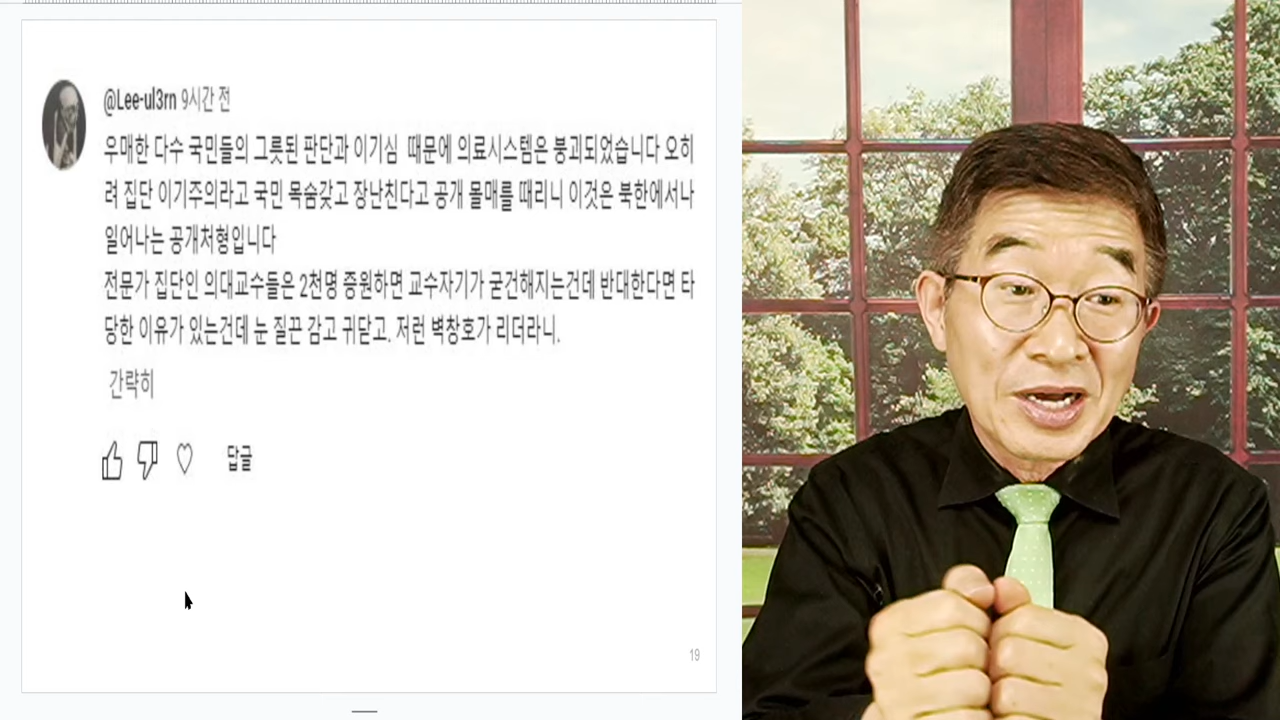 @Lee-ul3rn 9시간 전
우매한 다수 국민들의 그릇된 판단과 이기심 때문에 의료시스템은 붕괴되었습니다 오히
려 집단 이기주의라고 국민 목숨갖고 장난친다고 공개 몰매를 때리니 이것은 북한에서나
일어나는 공개처형입니다
전문가 집단인 의대교수들은 2천명 증원하면 교수자기가 굳건해지는건데 반대한다면 타
당한 이유가 있는건데 눈 질끈 감고 귀닫고. 저런 벽창호가 리더라니.
간략히
답글
19